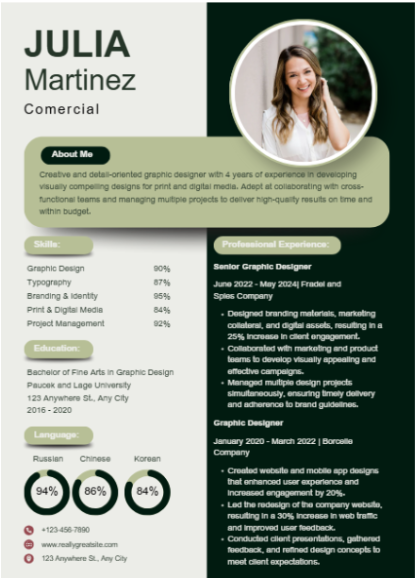 JULIA
Martinez
Comercial
About Me
Creative and detail-oriented graphic designer with 4 years of experience in developing
visually compelling designs for print and digital media. Adept at collaborating with cross-
functional teams and managing multiple projects to deliver high-quality results on time and
within budget.
Skills:
Graphic Design 90%
Typography 87%
Branding & Identity 95%
Print & Digital Media 84%
Project Management 92%
Education:
Bachelor of Fine Arts in Graphic Design
Paucek and Lage University
123 Anywhere St., Any City
2016 - 2020
Language:
Russian Chinese Korean
94% 86% 84%
+123-456-7890
www.reallygreatsite.com
123 Anywhere St., Any City
Professional Experience:
Senior Graphic Designer
June 2022 - May 2024| Fradel and
Spies Company
• Designed branding materials, marketing
collateral, and digital assets, resulting in a
25% increase in client engagement.
• Collaborated with marketing and product
teams to develop visually appealing and
effective campaigns.
• Managed multiple design projects
simultaneously, ensuring timely delivery
and adherence to brand guidelines.
Graphic Designer
January 2020 - March 2022 | Borcelle
Company
• Created website and mobile app designs
that enhanced user experience and
increased engagement by 20%.
• Led the redesign of the company website,
resulting in a 30% increase in web traffic
and improved user feedback.
• Conducted client presentations, gathered
feedback, and refined design concepts to
meet client expectations.